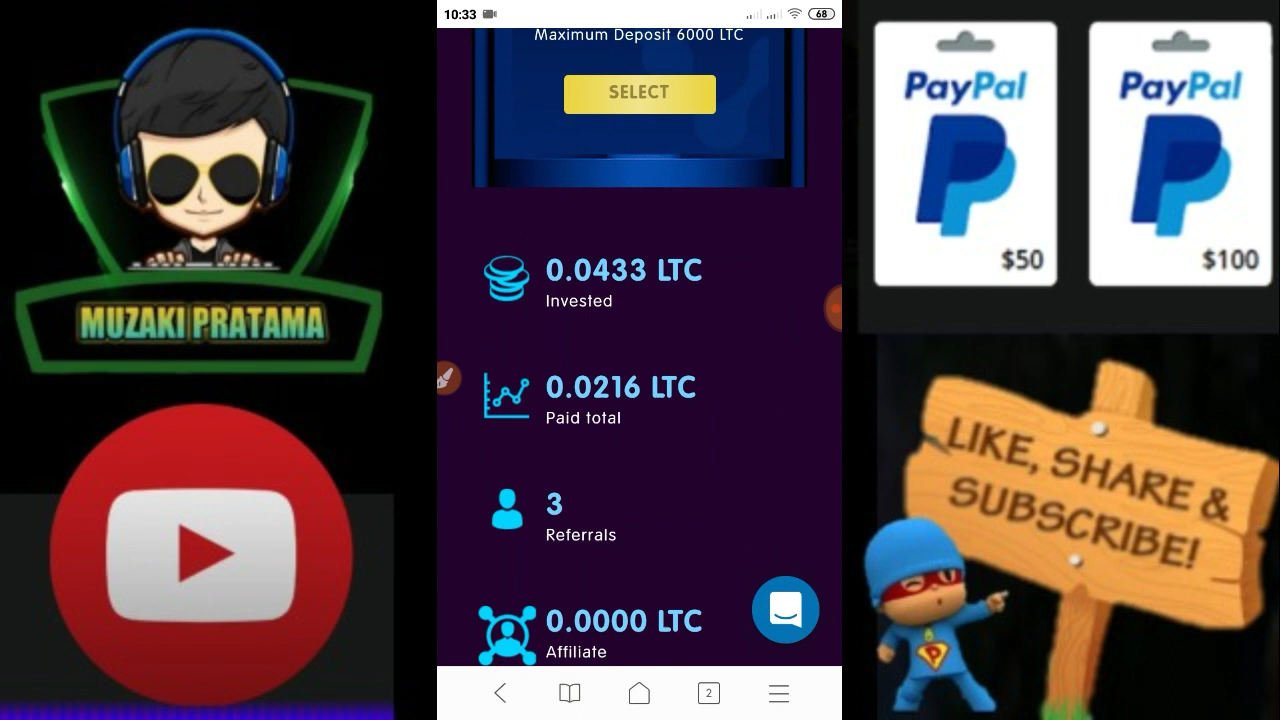 MUZAKI PRATAMA
10:33
68
Maximum Deposit 6000 LTC
SELECT
0.0433 LTC
Invested
0.0216 LTC
Paid total
3
Referrals
0.0000 LTC
Affiliate
2
PayPal
$50
PayPal
$100
LIKE, SHARE &
SUBSCRIBE!
P